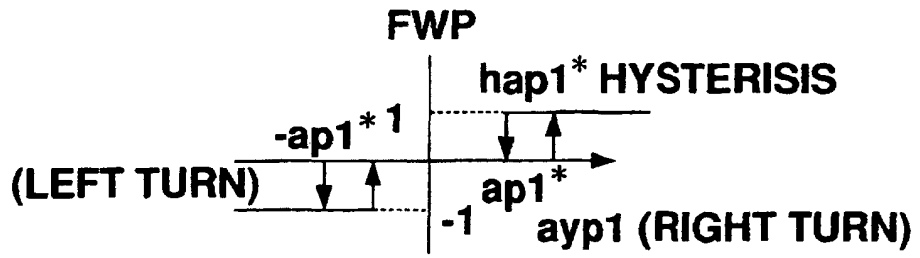 FWP
hap1* HYSTERISIS
-ap1* 1
(LEFT TURN)
ap1*
-1
ayp1 (RIGHT TURN)